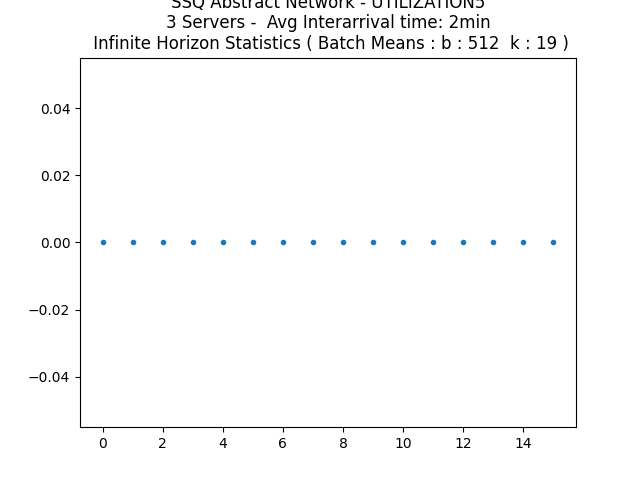 SSQ Abstract Network - UTILIZATION5
3 Servers - Avg Interarrival time: 2min
Infinite Horizon Statistics ( Batch Means : b : 512 k : 19 )
0.04
0.02
0.00
−0.02
−0.04
0 2 4 6 8 10 12 14